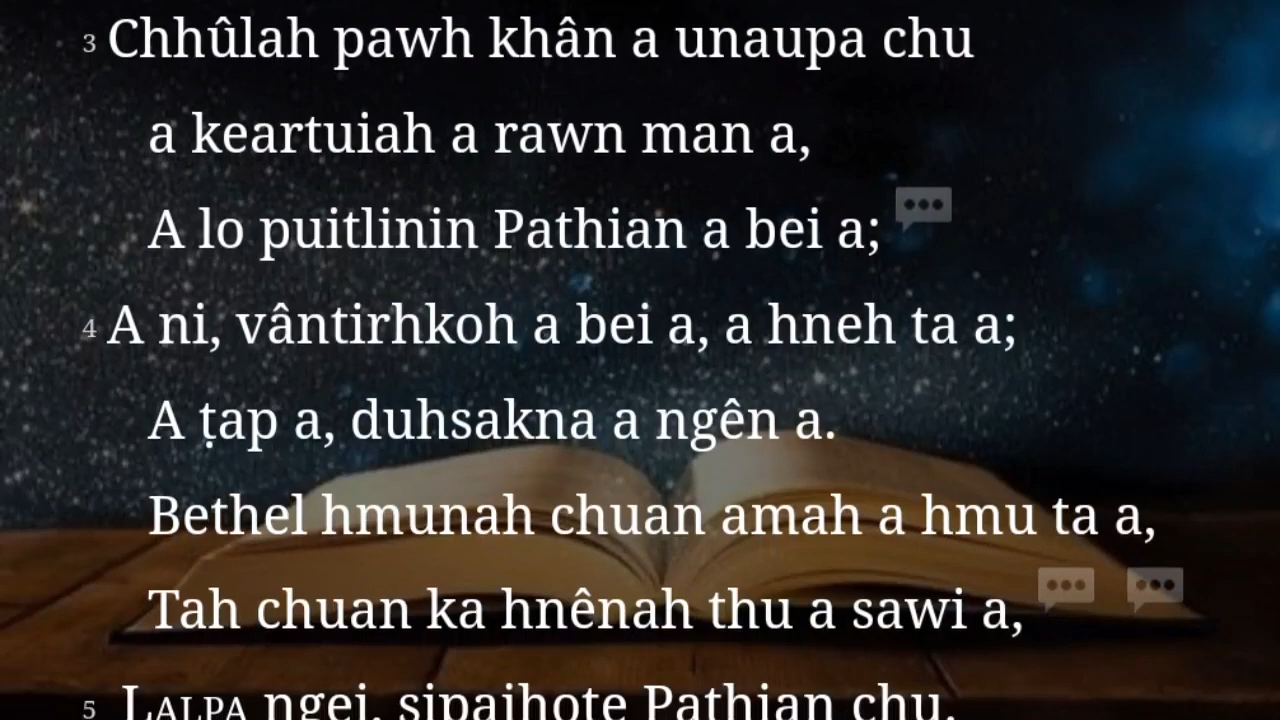 3 Chhûlah pawh khân a unaupa chu
a keartuiah a rawn man a,
A lo puitlinin Pathian a bei a;
4 A ni, vântirhkoh a bei a, a hneh ta a;
A ṭap a, duhsakna a ngên a.
Bethel hmunah chuan amah a hmu ta a,
Tah chuan ka hnênah thu a sawi a,
5 LALPA ngei, sipaihote Pathian chu,